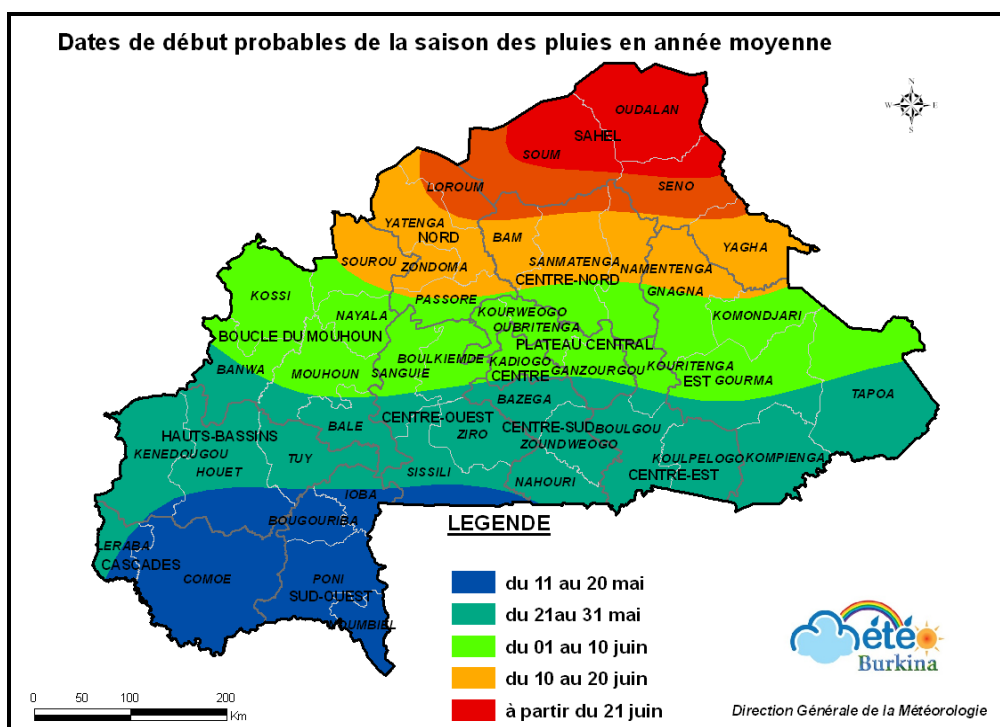 Dates de début probables de la saison des pluies en année moyenne
N
W E
S
OUDALAN
SAHEL
SOUM
LOROUM
SENO
YATENGA
NORD
BAM
YAGHA
SOUROU
ZONDOMA
SANMATENGA
NAMENTENGA
CENTRE-NORD
GNAGNA
KOSSI
PASSORE
KOURWEOGO
KOMONDJARI
NAYALA
OUBRITENGA
BOUCLE DU MOUHOUN
PLATEAU CENTRAL
BOULKIEMDE
KADIOGO
BANWA
MOUHOUN
SANGUIE
CENTRE
GANZOURGOU
KOURITENGA
EST
GOURMA
TAPOA
BAZEGA
CENTRE-OUEST
BALE
CENTRE-SUD
BOULGOU
HAUTS-BASSINS
ZIRO
ZOUNDWEOGO
KENEDOUGOU
TUY
KOULPELOGO
KOMPIENGA
HOUET
SISSILI
CENTRE-EST
NAHOURI
IOBA
BOUGOURIBA
LERABA
CASCADES
COMOE
PONI
SUD-OUEST
NOUMBIEL
LEGENDE
du 11 au 20 mai
du 21au 31 mai
du 01 au 10 juin
du 10 au 20 juin
à partir du 21 juin
0 50 100 200
Km
météo
Burkina
Direction Générale de la Météorologie